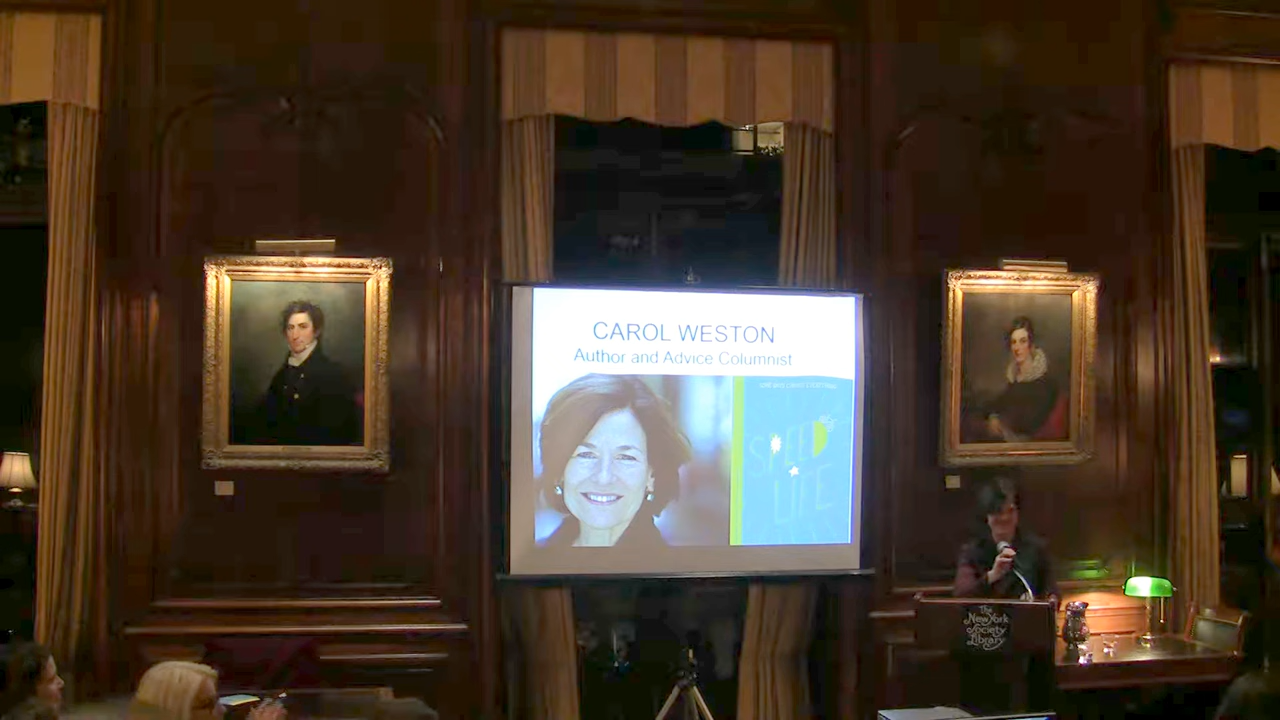 CAROL WESTON
Author and Advice Columnist
SPEED
LIFE
The
New York
Society
Library